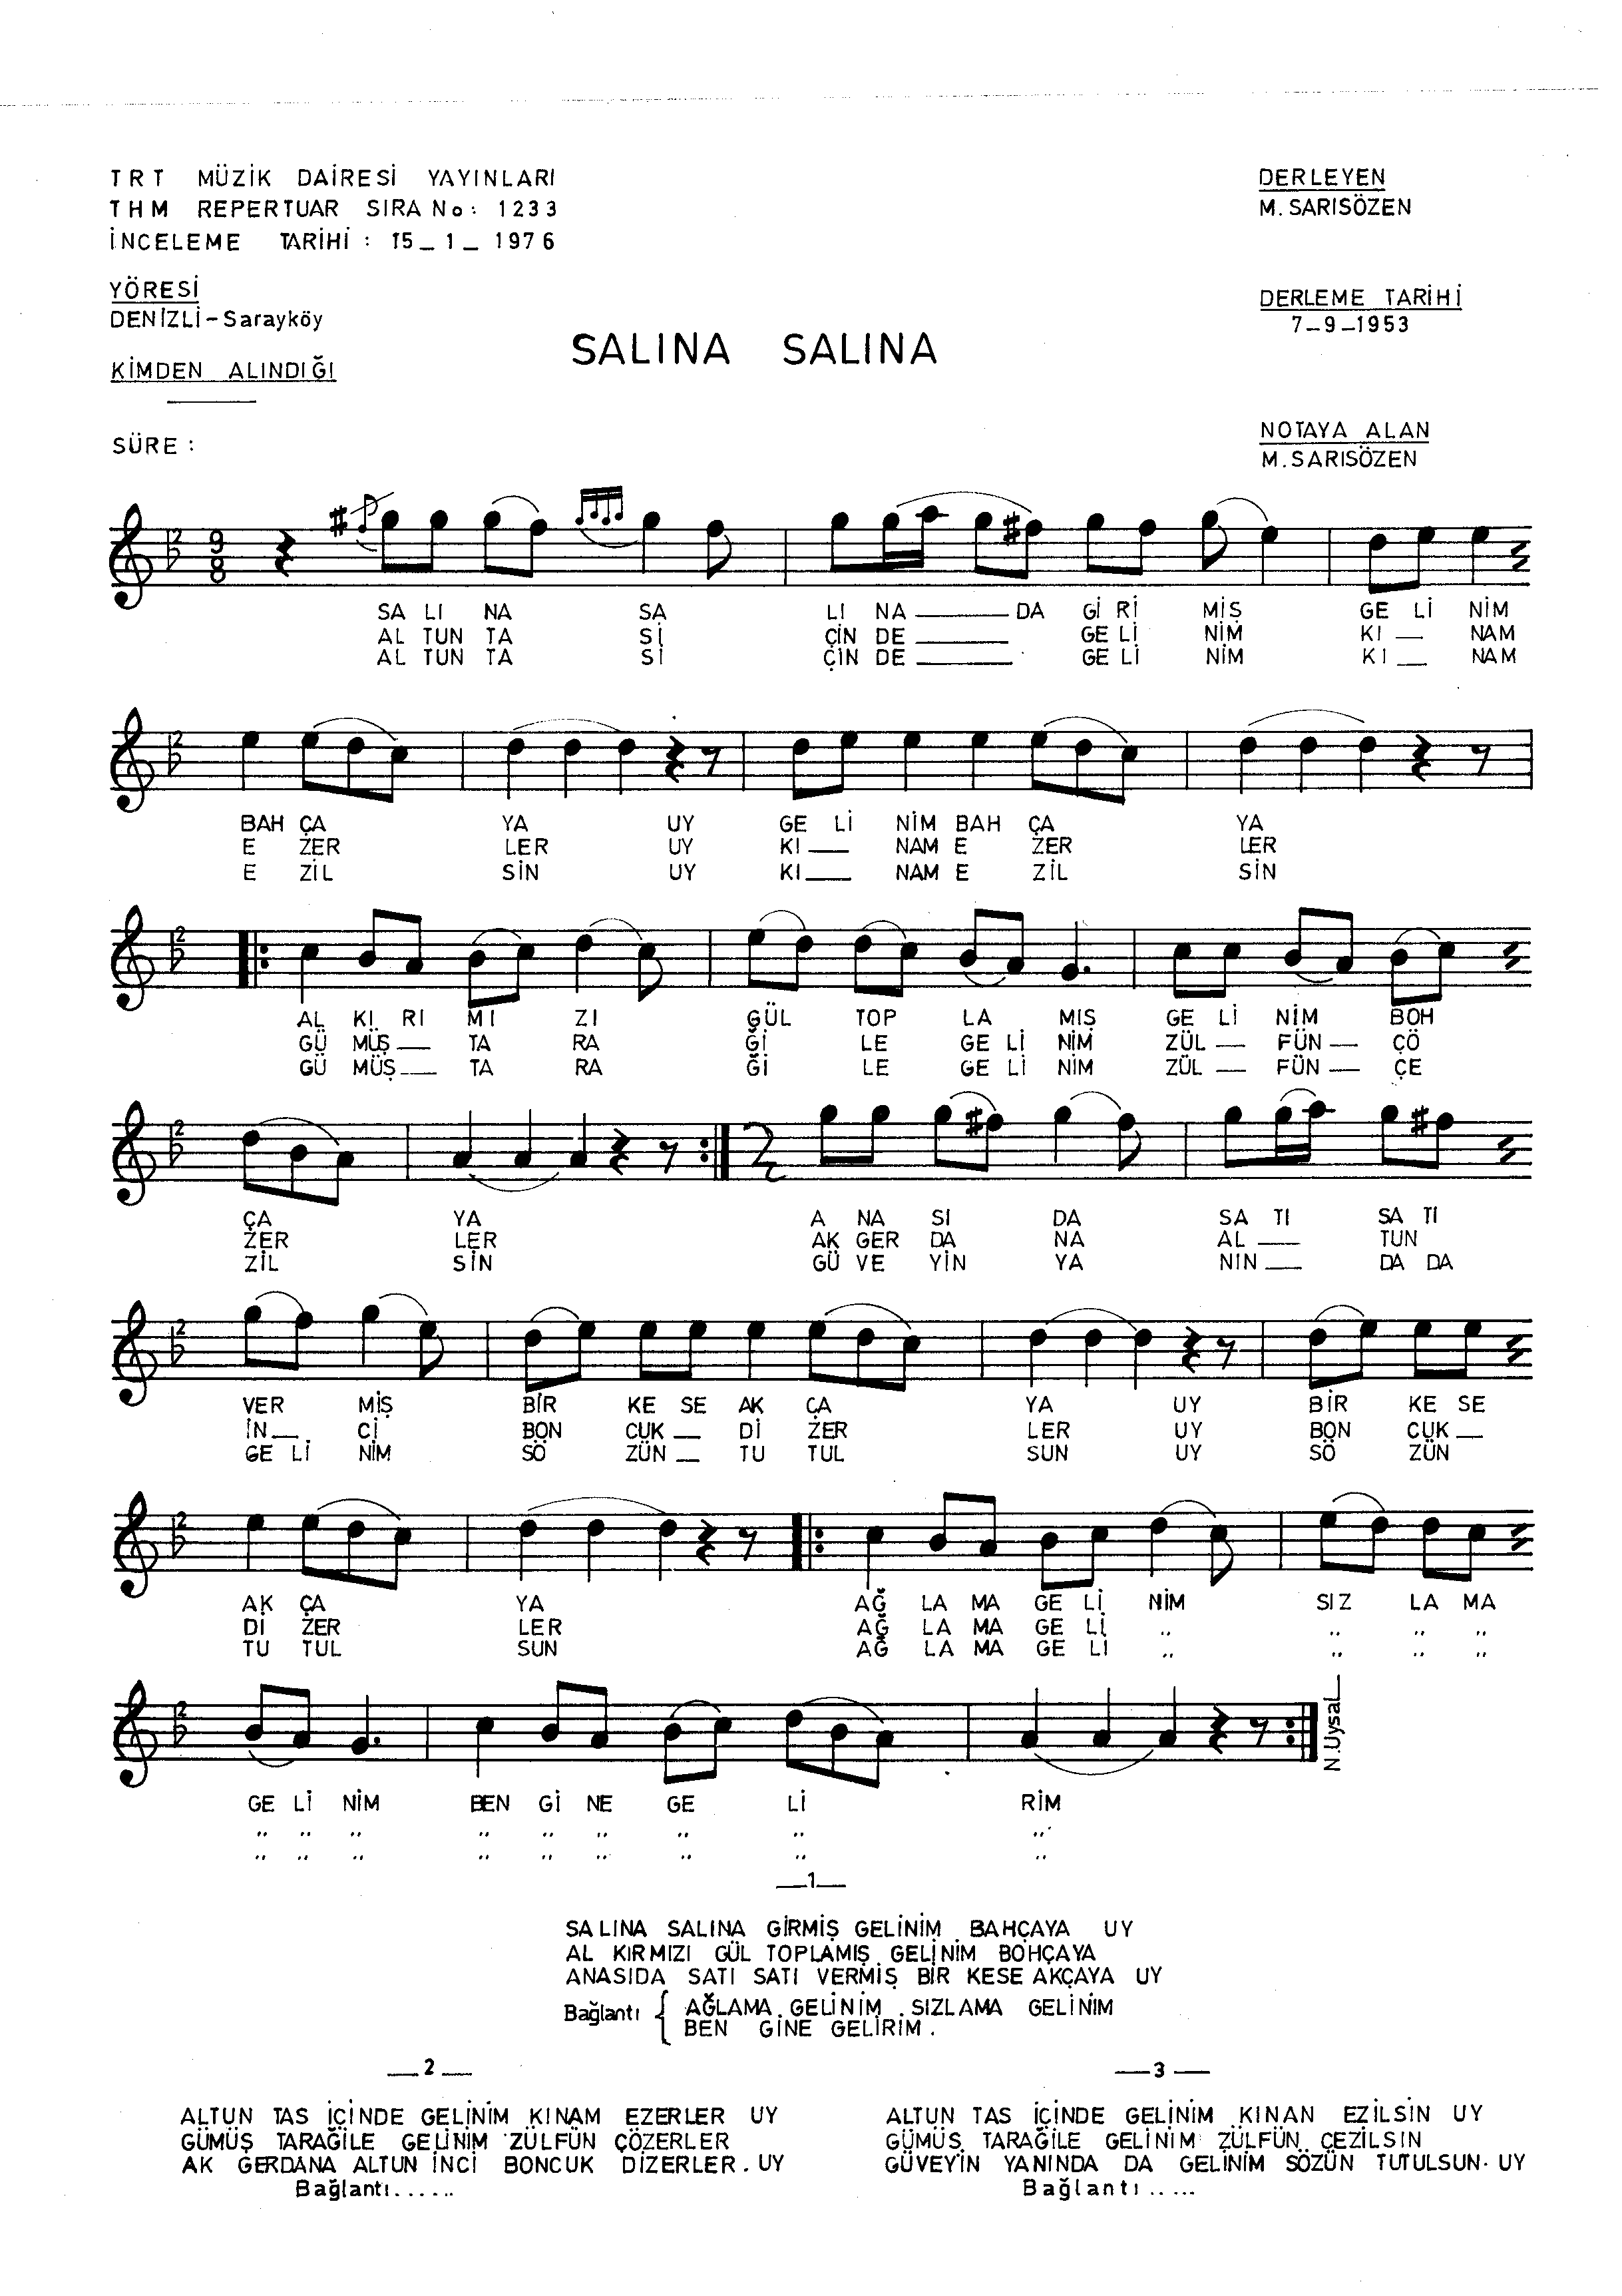 TRT MÜZİK DAİRESİ YAYINLARI
THM REPERTUAR SIRA No: 1233
İNCELEME TARİHİ : 15_1_1976
DERLEYEN
M. SARISÖZEN
YÖRESİ
DENİZLİ-Sarayköy
DERLEME TARİHİ
7_9_1953
SALINA SALINA
KİMDEN ALINDIĞI
SÜRE :
NOTAYA ALAN
M. SARISÖZEN
9
8
SA LI NA SA LI NA DA Gİ Rİ MİŞ GE Lİ NİM
AL TUN TA Sİ ÇİN DE GE Lİ NİM KI NAM
AL TUN TA Sİ ÇİN DE GE Lİ NİM KI NAM
2
BAH ÇA YA UY GE Lİ NİM BAH ÇA YA
E ZER LER UY KI NAM E ZER LER
E ZİL SİN UY KI NAM E ZİL SİN
2
AL KI RI MI ZI GÜL TOP LA MIŞ GE Lİ NİM BOH
GÜ MÜŞ TA RA Ğİ LE GE Lİ NİM ZÜL FÜN ÇÖ
GÜ MÜŞ TA RA Ğİ LE GE Lİ NİM ZÜL FÜN ÇE
2
ÇA YA A NA SI DA SA TI SA TI
ZER LER AK GER DA NA AL TUN
ZİL SİN GÜ VE YİN YA NIN DA DA
2
VER MİŞ BİR KE SE AK ÇA YA UY BİR KE SE
İN Cİ BON CUK Dİ ZER LER UY BON CUK
GE Lİ NİM SÖ ZÜN TU TUL SUN UY SÖ ZÜN
2
AK ÇA YA AĞ LA MA GE Lİ NİM SIZ LA MA
Dİ ZER LER AĞ LA MA GE Lİ ,, ,, ,, ,,
TU TUL SUN AĞ LA MA GE Lİ ,, ,, ,, ,,
2
N.Uysal
GE Lİ NİM BEN Gİ NE GE Lİ RİM
,, ,, ,, ,, ,, ,, ,, ,, ,,
,, ,, ,, ,, ,, ,, ,, ,, ,,
_1_
SALINA SALINA GİRMİŞ GELİNİM BAHÇAYA UY
AL KIRMIZI GÜL TOPLAMIŞ GELİNİM BOHÇAYA
ANASIDA SATI SATI VERMİŞ BİR KESE AKÇAYA UY
Bağlantı { AĞLAMA GELİNİM SIZLAMA GELİNİM
BEN GİNE GELİRİM.
_2_
ALTUN TAS İÇİNDE GELİNİM KINAM EZERLER UY
GÜMÜŞ TARAĞİLE GELİNİM ZÜLFÜN ÇÖZERLER
AK GERDANA ALTUN İNCİ BONCUK DİZERLER. UY
Bağlantı......
_3_
ALTUN TAS İÇİNDE GELİNİM KINAN EZİLSİN UY
GÜMÜŞ TARAĞİLE GELİNİM ZÜLFÜN ÇEZİLSIN
GÜVEYİN YANINDA DA GELİNİM SÖZÜN TUTULSUN. UY
Bağlantı.....